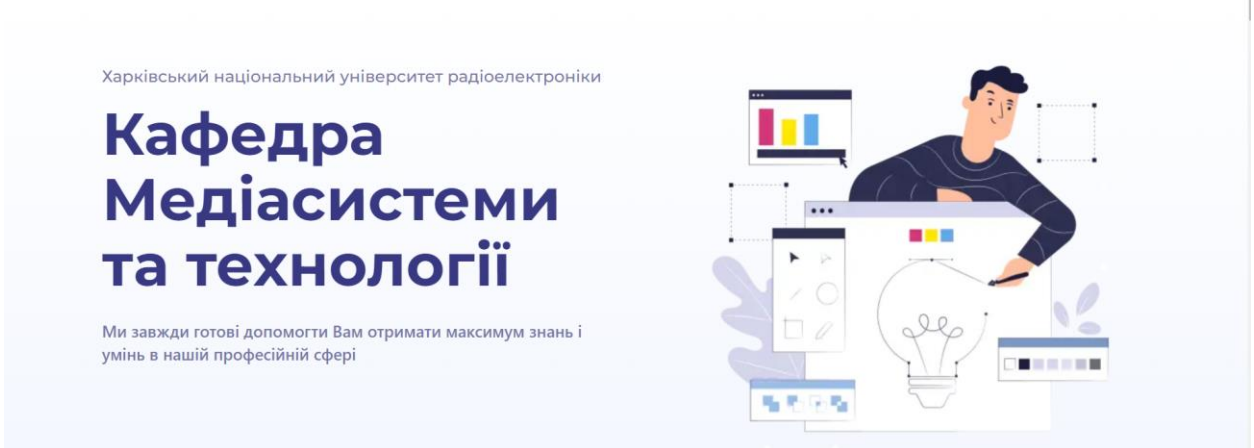 Харківський національний університет радіоелектроніки
Кафедра
Медіасистеми
та технології
Ми завжди готові допомогти Вам отримати максимум знань і
умінь в нашій професійній сфері